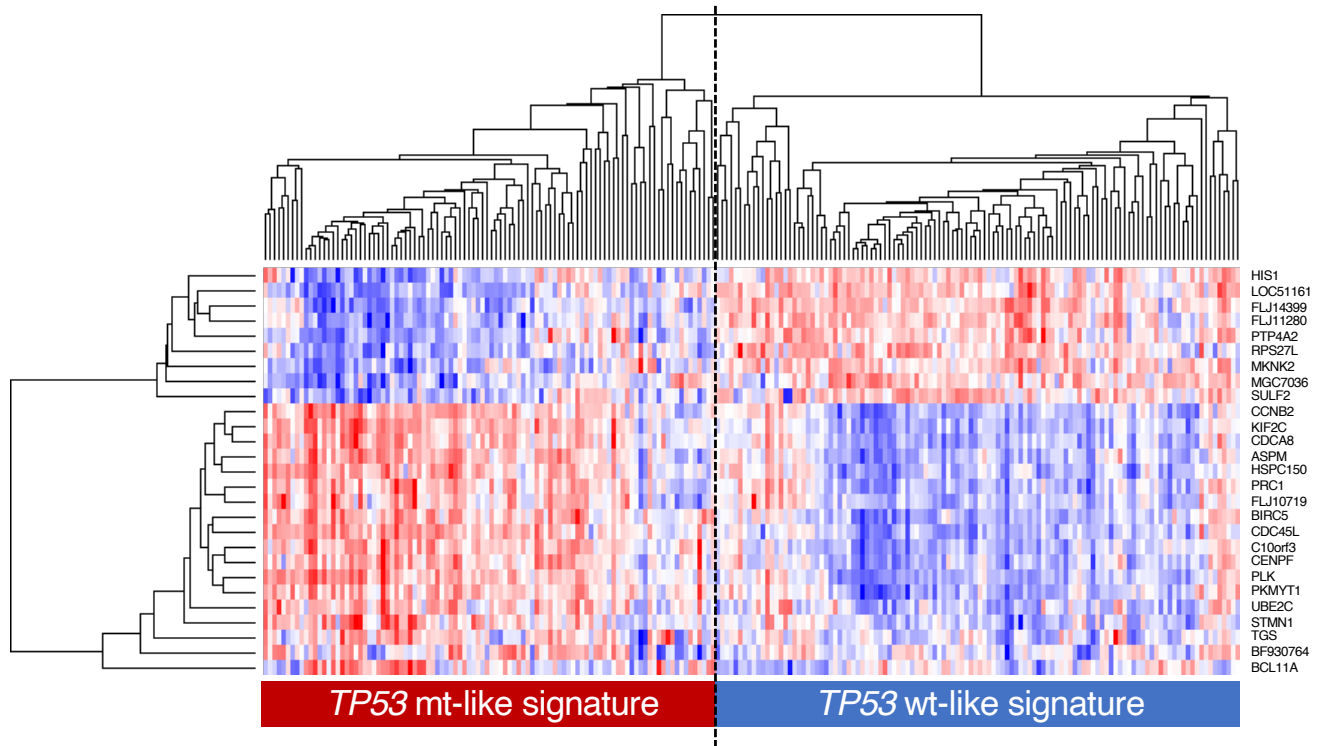 HIS1
LOC51161
FLJ14399
FLJ11280
PTP4A2
RPS27L
MKNK2
MGC7036
SULF2
CCNB2
KIF2C
CDCA8
ASPM
HSPC150
PRC1
FLJ10719
BIRC5
CDC45L
C10orf3
CENPF
PLK
PKMYT1
UBE2C
STMN1
TGS
BF930764
BCL11A
TP53 mt-like signature
TP53 wt-like signature